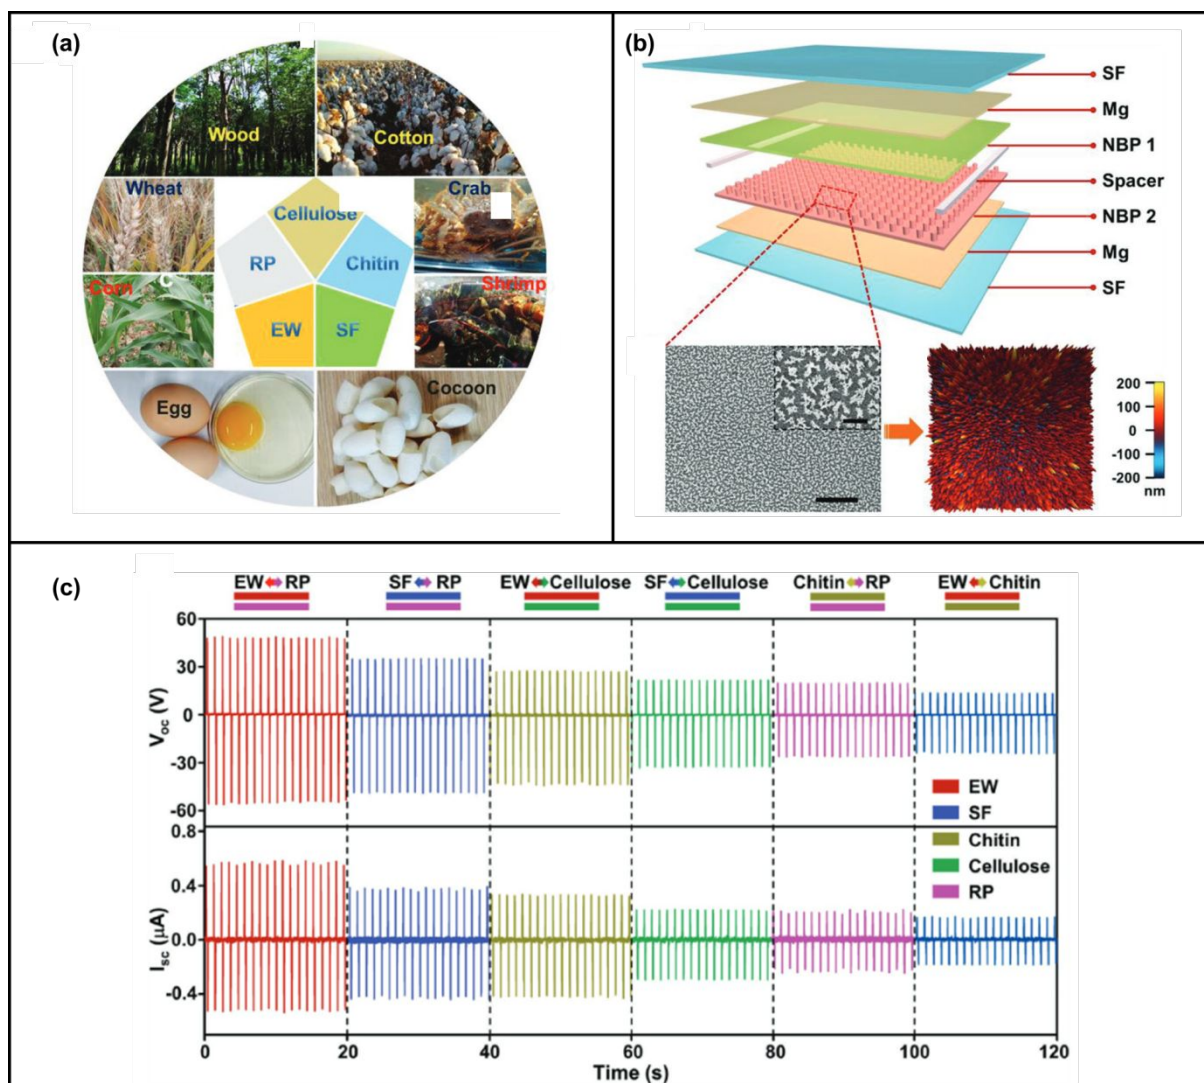 (a)
Wood
Cotton
Wheat
Crab
Cellulose
RP
Chitin
Corn
C
Shrimp
EW
SF
Egg
Cocoon
(b)
SF
Mg
NBP 1
Spacer
NBP 2
Mg
SF
200
100
0
-100
-200
nm
(c)
EW RP
SF RP
EW Cellulose
SF Cellulose
Chitin RP
EW Chitin
60
30
0
-30
-60
Voc (V)
EW
SF
Chitin
Cellulose
RP
0.8
0.4
0.0
-0.4
Isc (μA)
0 20 40 60 80 100 120
Time (s)